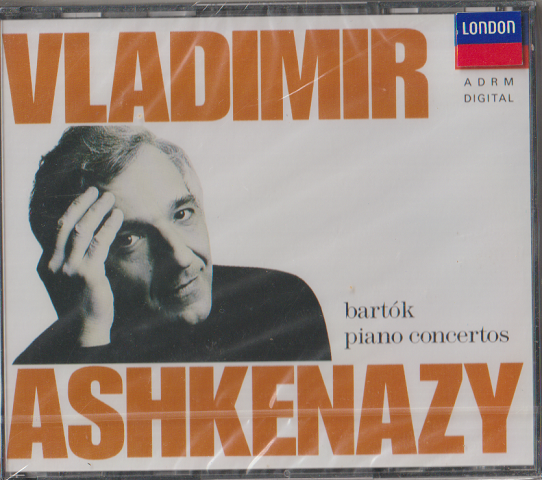 VLADIMIR
LONDON
A D R M
DIGITAL
bartók
piano concertos
ASHKENAZY